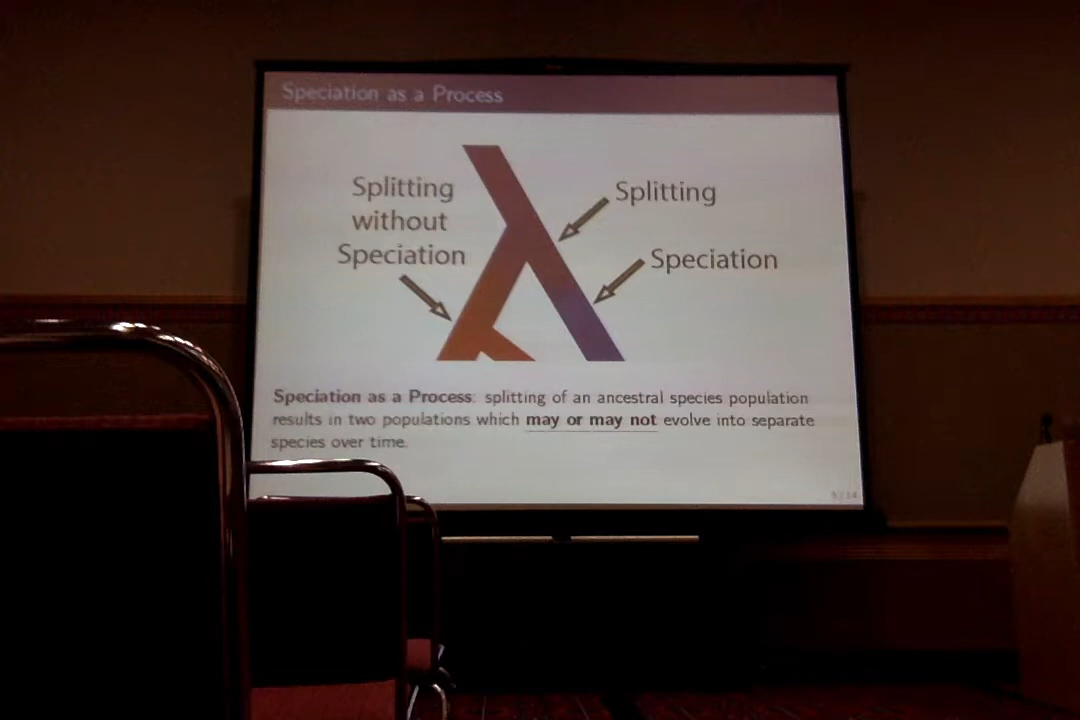 Speciation as a Process
Splitting
without
Speciation
Splitting
Speciation
Speciation as a Process: splitting of an ancestral species population
results in two populations which may or may not evolve into separate
species over time.